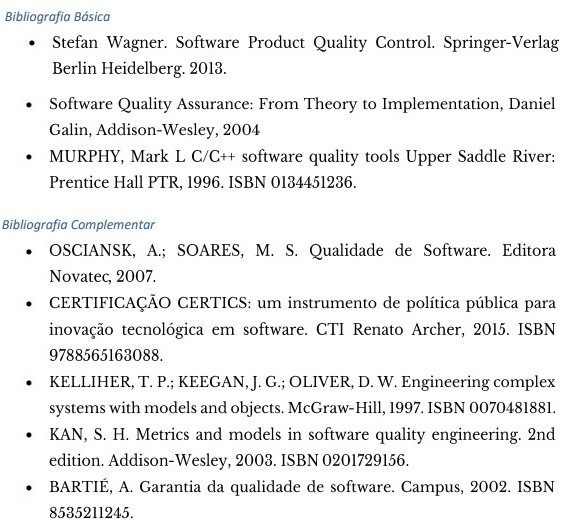 Bibliografia Básica
• Stefan Wagner. Software Product Quality Control. Springer-Verlag
Berlin Heidelberg. 2013.
• Software Quality Assurance: From Theory to Implementation, Daniel
Galin, Addison-Wesley, 2004
• MURPHY, Mark L C/C++ software quality tools Upper Saddle River:
Prentice Hall PTR, 1996. ISBN 0134451236.
Bibliografia Complementar
• OSCIANSK, A.; SOARES, M. S. Qualidade de Software. Editora
Novatec, 2007.
• CERTIFICAÇÃO CERTICS: um instrumento de política pública para
inovação tecnológica em software. CTI Renato Archer, 2015. ISBN
9788565163088.
• KELLIHER, T. P.; KEEGAN, J. G.; OLIVER, D. W. Engineering complex
systems with models and objects. McGraw-Hill, 1997. ISBN 0070481881.
• KAN, S. H. Metrics and models in software quality engineering. 2nd
edition. Addison-Wesley, 2003. ISBN 0201729156.
• BARTIÉ, A. Garantia da qualidade de software. Campus, 2002. ISBN
8535211245.